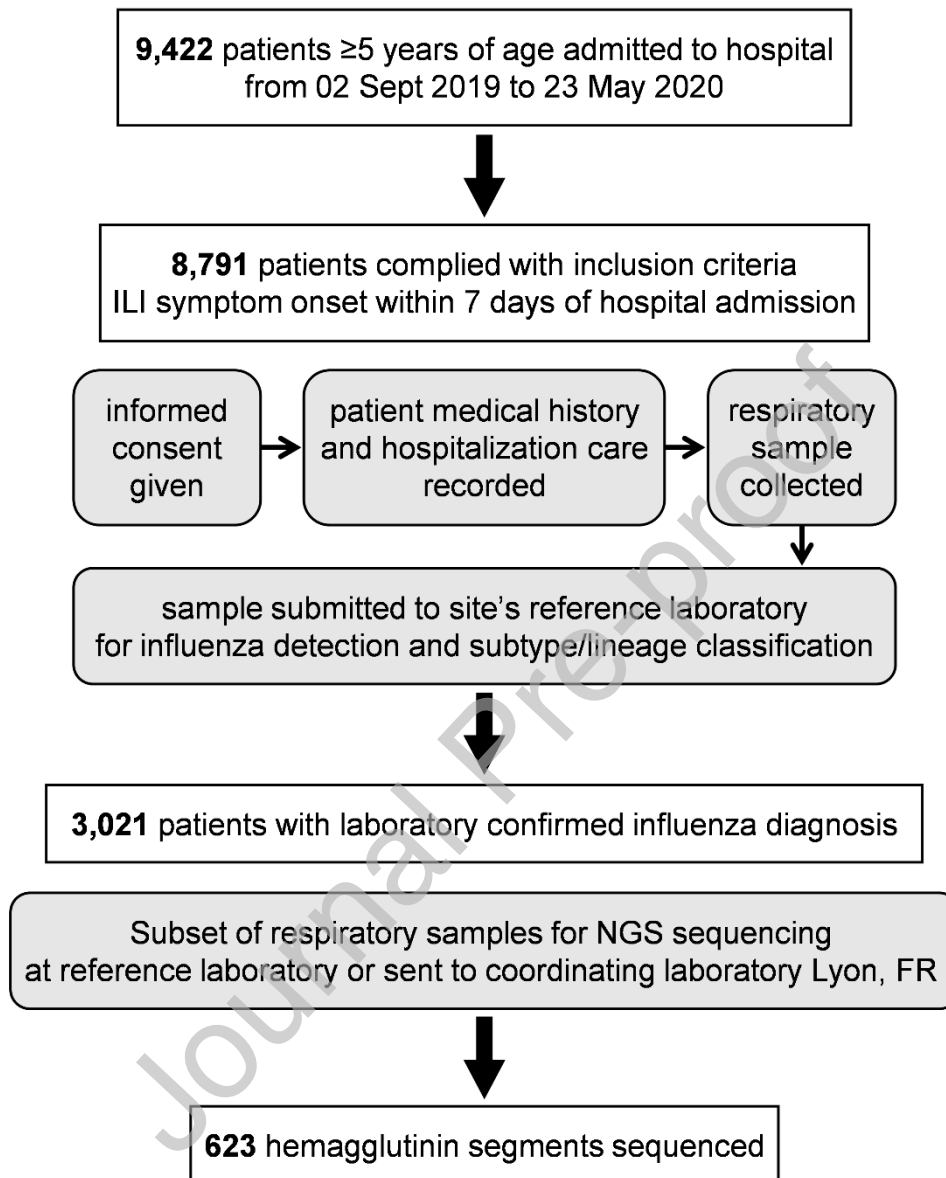 9,422 patients ≥5 years of age admitted to hospital
from 02 Sept 2019 to 23 May 2020
8,791 patients complied with inclusion criteria
ILI symptom onset within 7 days of hospital admission
informed
consent
given
patient medical history
and hospitalization care
recorded
respiratory
sample
collected
sample submitted to site's reference laboratory
for influenza detection and subtype/lineage classification
3,021 patients with laboratory confirmed influenza diagnosis
Subset of respiratory samples for NGS sequencing
at reference laboratory or sent to coordinating laboratory Lyon, FR
623 hemagglutinin segments sequenced
Journal Pre-proof